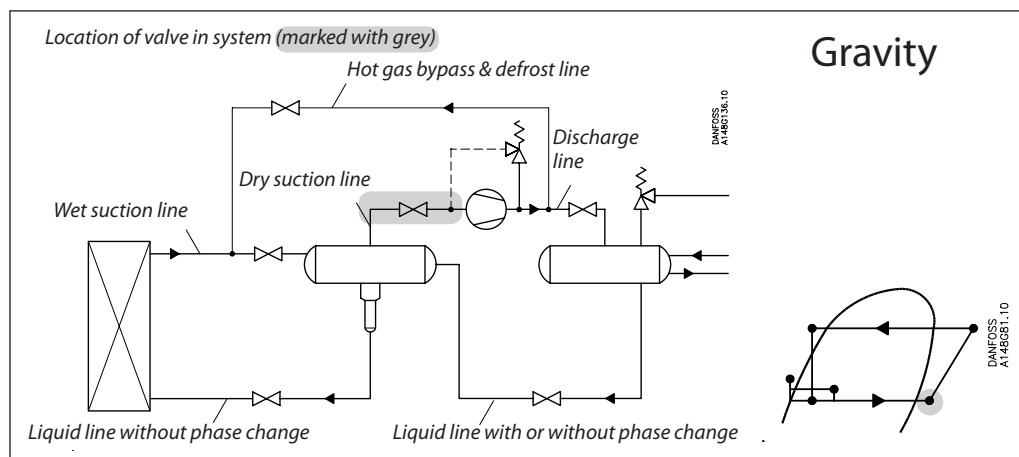 Location of valve in system (marked with grey)
Gravity
Hot gas bypass & defrost line
DANFOSS
A148G136.10
Discharge
line
Dry suction line
Wet suction line
DANFOSS
A148G81.10
Liquid line without phase change
Liquid line with or without phase change